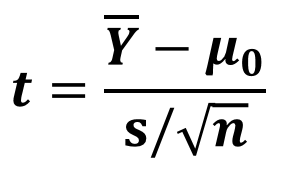 t = (Y̅ − μ₀) / (s/√n)